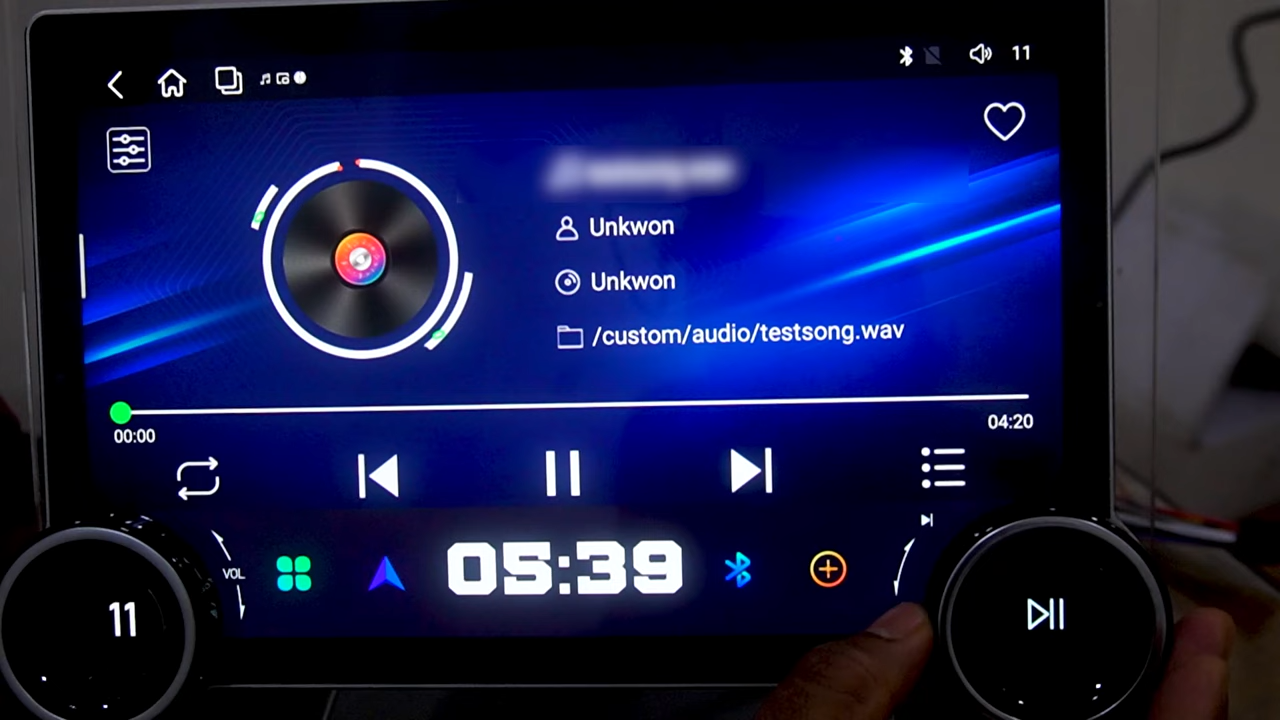 11
Unkwon
Unkwon
/custom/audio/testsong.wav
00:00
04:20
VOL
05:39
11